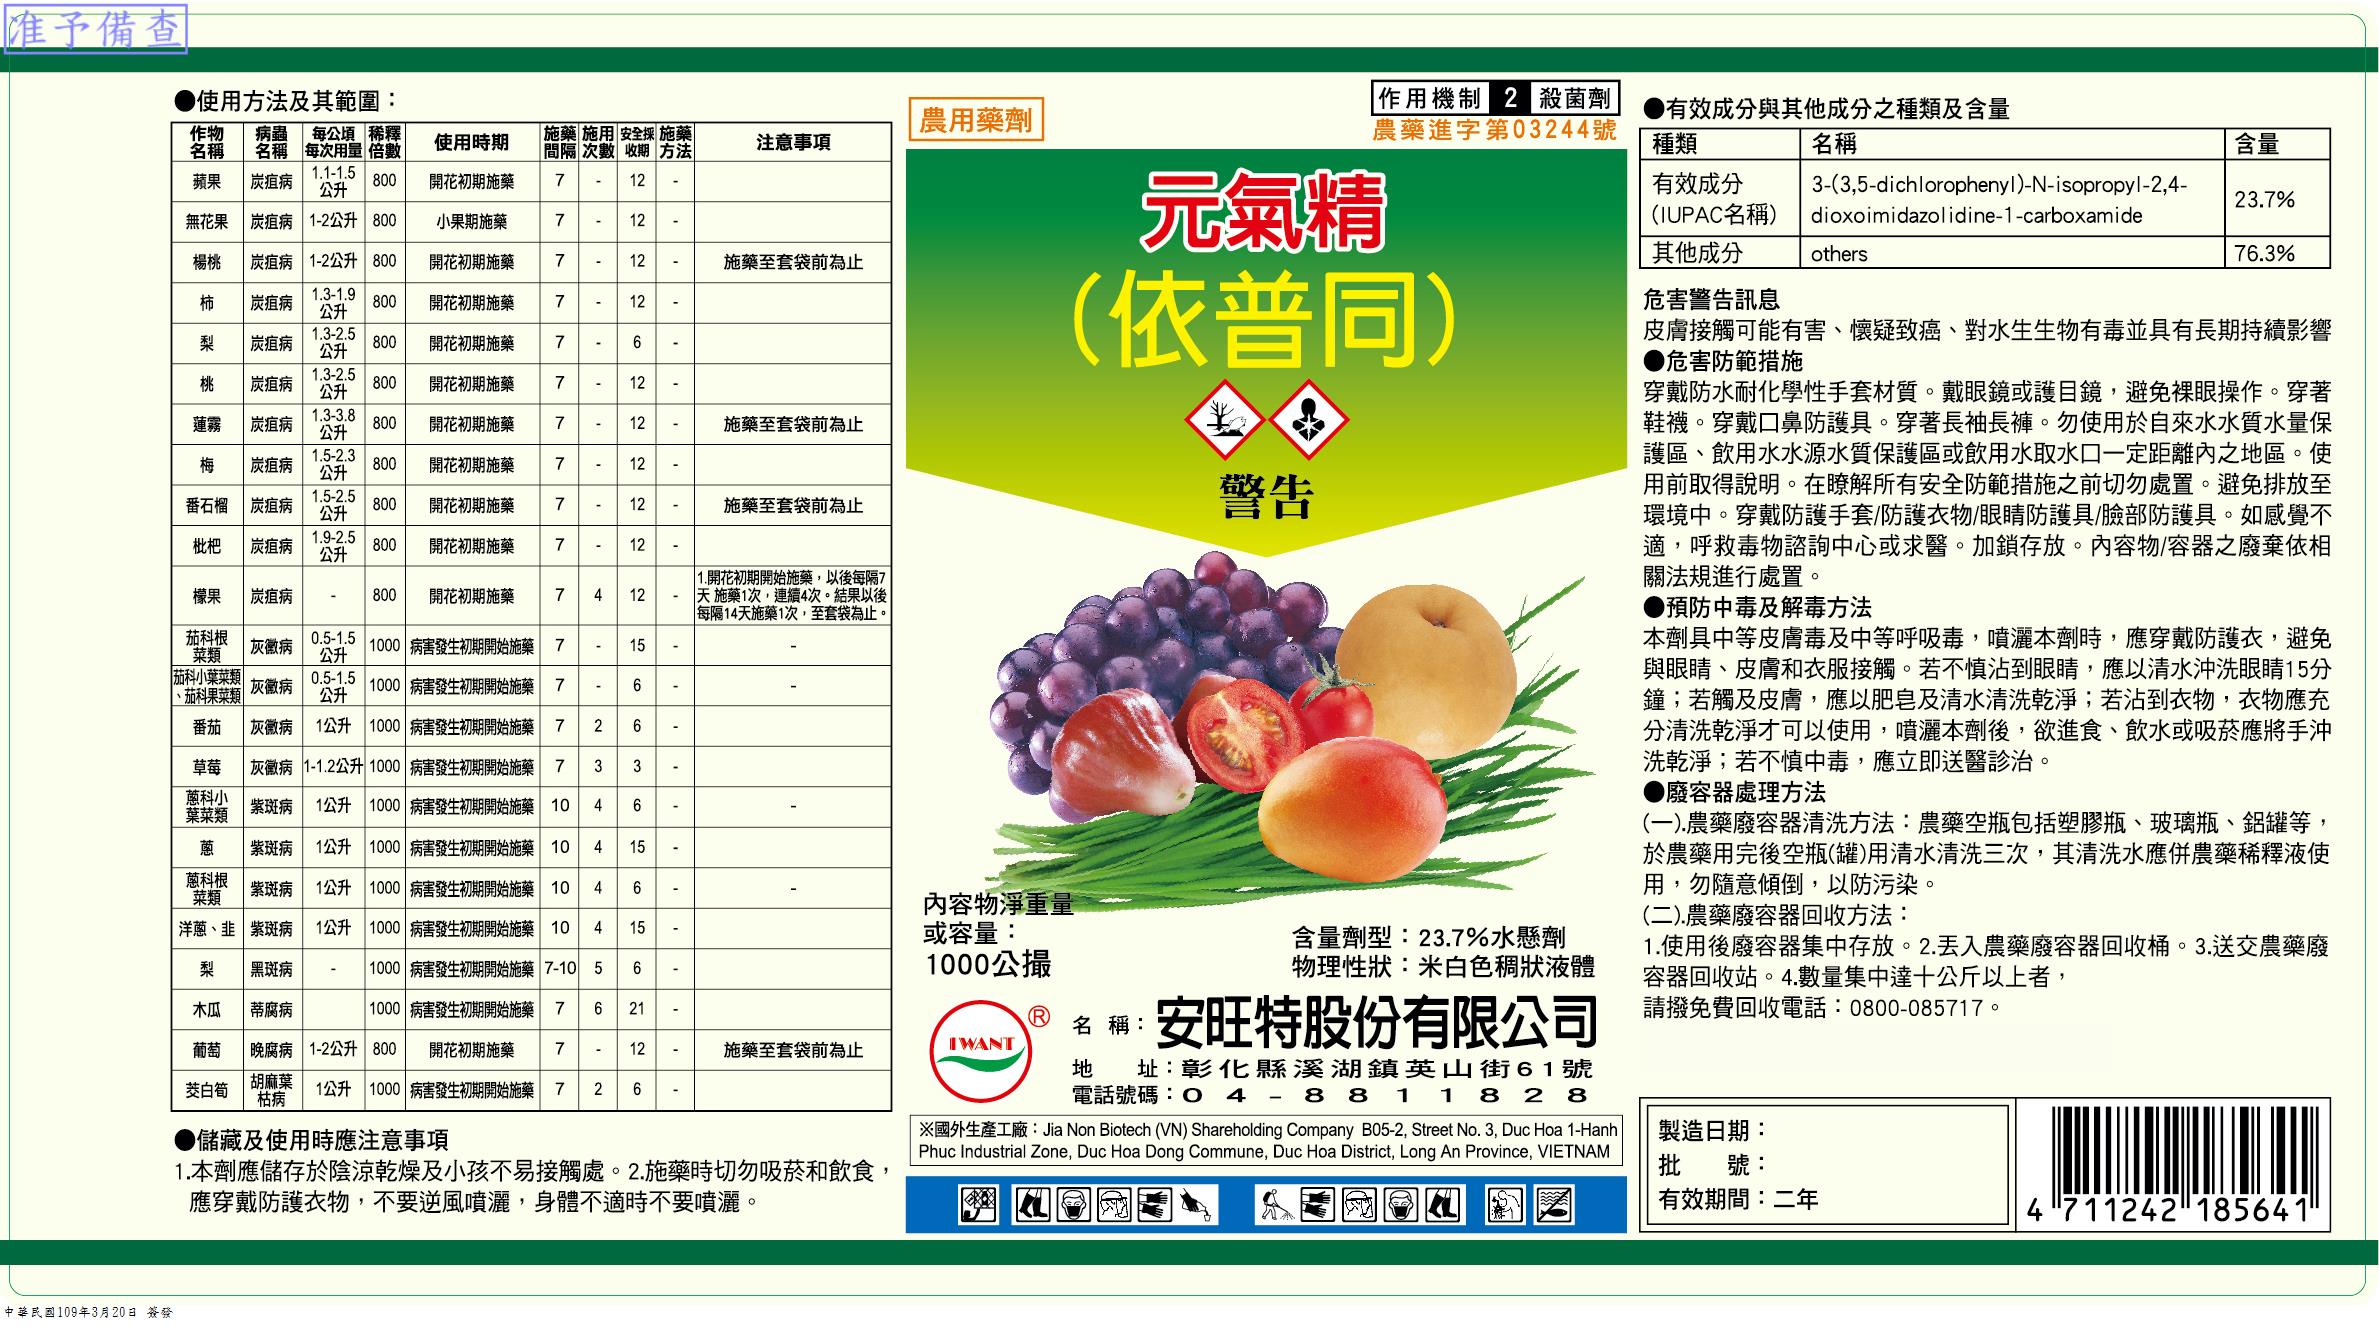 准予備查
●使用方法及其範圍：
作物名稱 病蟲名稱 每公頃每次用量 稀釋倍數 使用時期 施藥間隔 施用次數 安全採收期 施藥方法 注意事項
蘋果 炭疽病 1.1-1.5公升 800 開花初期施藥 7 - 12 -
無花果 炭疽病 1-2公升 800 小果期施藥 7 - 12 -
楊桃 炭疽病 1-2公升 800 開花初期施藥 7 - 12 - 施藥至套袋前為止
柿 炭疽病 1.3-1.9公升 800 開花初期施藥 7 - 12 -
梨 炭疽病 1.3-2.5公升 800 開花初期施藥 7 - 6 -
桃 炭疽病 1.3-2.5公升 800 開花初期施藥 7 - 12 -
蓮霧 炭疽病 1.3-3.8公升 800 開花初期施藥 7 - 12 - 施藥至套袋前為止
梅 炭疽病 1.5-2.3公升 800 開花初期施藥 7 - 12 -
番石榴 炭疽病 1.5-2.5公升 800 開花初期施藥 7 - 12 - 施藥至套袋前為止
枇杷 炭疽病 1.9-2.5公升 800 開花初期施藥 7 - 12 -
檬果 炭疽病 - 800 開花初期施藥 7 4 12 - 1.開花初期開始施藥，以後每隔7天 施藥1次，連續4次。結果以後每隔14天施藥1次，至套袋為止。
茄科根菜類 灰黴病 0.5-1.5公升 1000 病害發生初期開始施藥 7 - 15 - -
茄科小葉菜類、茄科果菜類 灰黴病 0.5-1.5公升 1000 病害發生初期開始施藥 7 - 6 - -
番茄 灰黴病 1公升 1000 病害發生初期開始施藥 7 2 6 -
草莓 灰黴病 1-1.2公升 1000 病害發生初期開始施藥 7 3 3 -
蔥科小葉菜類 紫斑病 1公升 1000 病害發生初期開始施藥 10 4 6 - -
蔥 紫斑病 1公升 1000 病害發生初期開始施藥 10 4 15 -
蔥科根菜類 紫斑病 1公升 1000 病害發生初期開始施藥 10 4 6 - -
洋蔥、韭 紫斑病 1公升 1000 病害發生初期開始施藥 10 4 15 -
梨 黑斑病 - 1000 病害發生初期開始施藥 7-10 5 6 -
木瓜 蒂腐病 1000 病害發生初期開始施藥 7 6 21 -
葡萄 晚腐病 1-2公升 800 開花初期施藥 7 - 12 - 施藥至套袋前為止
茭白筍 胡麻葉枯病 1公升 1000 病害發生初期開始施藥 7 2 6 -
●儲藏及使用時應注意事項
1.本劑應儲存於陰涼乾燥及小孩不易接觸處。2.施藥時切勿吸菸和飲食，
應穿戴防護衣物，不要逆風噴灑，身體不適時不要噴灑。
農用藥劑
作用機制 2 殺菌劑
農藥進字第03244號
元氣精
（依普同）
警告
內容物淨重量
或容量：
1000公撮
含量劑型：23.7%水懸劑
物理性狀：米白色稠狀液體
IWANT ®
名 稱：安旺特股份有限公司
地 址：彰化縣溪湖鎮英山街61號
電話號碼：04-8811828
※國外生產工廠：Jia Non Biotech (VN) Shareholding Company B05-2, Street No. 3, Duc Hoa 1-Hanh
Phuc Industrial Zone, Duc Hoa Dong Commune, Duc Hoa District, Long An Province, VIETNAM
●有效成分與其他成分之種類及含量
種類 名稱 含量
有效成分 3-(3,5-dichlorophenyl)-N-isopropyl-2,4-
(IUPAC名稱) dioxoimidazolidine-1-carboxamide 23.7%
其他成分 others 76.3%
危害警告訊息
皮膚接觸可能有害、懷疑致癌、對水生生物有毒並具有長期持續影響
●危害防範措施
穿戴防水耐化學性手套材質。戴眼鏡或護目鏡，避免裸眼操作。穿著
鞋襪。穿戴口鼻防護具。穿著長袖長褲。勿使用於自來水水質水量保
護區、飲用水水源水質保護區或飲用水取水口一定距離內之地區。使
用前取得說明。在瞭解所有安全防範措施之前切勿處置。避免排放至
環境中。穿戴防護手套/防護衣物/眼睛防護具/臉部防護具。如感覺不
適，呼救毒物諮詢中心或求醫。加鎖存放。內容物/容器之廢棄依相
關法規進行處置。
●預防中毒及解毒方法
本劑具中等皮膚毒及中等呼吸毒，噴灑本劑時，應穿戴防護衣，避免
與眼睛、皮膚和衣服接觸。若不慎沾到眼睛，應以清水沖洗眼睛15分
鐘；若觸及皮膚，應以肥皂及清水清洗乾淨；若沾到衣物，衣物應充
分清洗乾淨才可以使用，噴灑本劑後，欲進食、飲水或吸菸應將手沖
洗乾淨；若不慎中毒，應立即送醫診治。
●廢容器處理方法
(一).農藥廢容器清洗方法：農藥空瓶包括塑膠瓶、玻璃瓶、鋁罐等，
於農藥用完後空瓶(罐)用清水清洗三次，其清洗水應併農藥稀釋液使
用，勿隨意傾倒，以防污染。
(二).農藥廢容器回收方法：
1.使用後廢容器集中存放。2.丟入農藥廢容器回收桶。3.送交農藥廢
容器回收站。4.數量集中達十公斤以上者，
請撥免費回收電話：0800-085717。
製造日期：
批 號：
有效期間：二年
4 711242 185641
中華民國109年3月20日 簽發